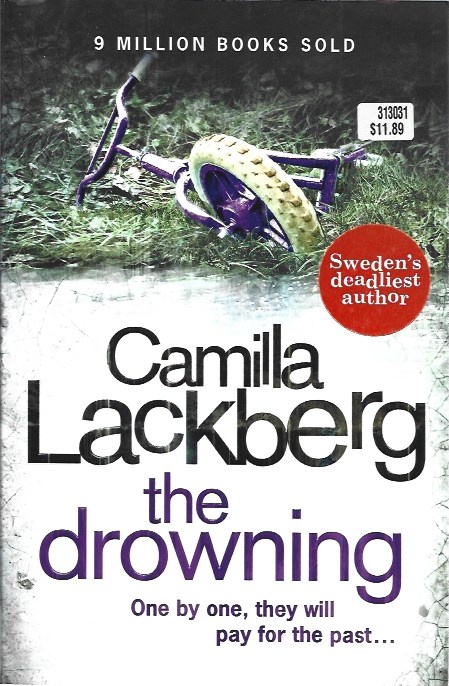 9 MILLION BOOKS SOLD
313031
$11.89
Sweden's
deadliest
author
Camilla
Lackberg
the
drowning
One by one, they will
pay for the past...